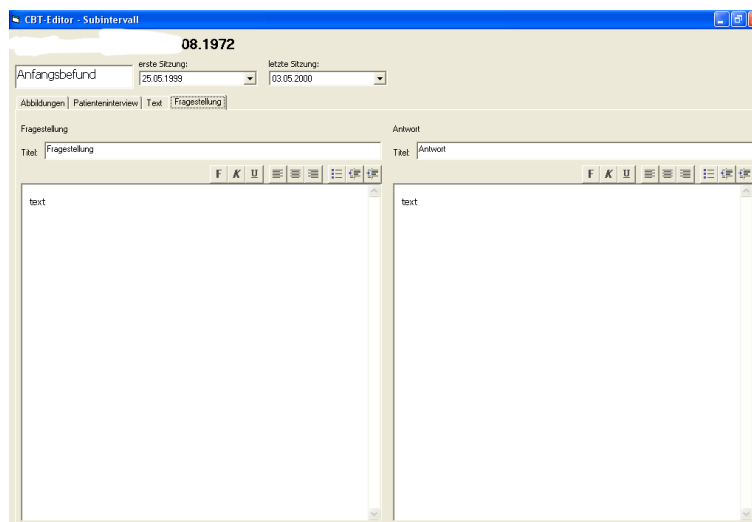 CBT-Editor - Subintervall
08.1972
erste Sitzung:
letzte Sitzung:
Anfangsbefund
25.05.1999
03.05.2000
Abbildungen
Patienteninterview
Text
Fragestellung
Fragestellung
Antwort
Titel: Fragestellung
Titel: Antwort
F K U
F K U
text
text